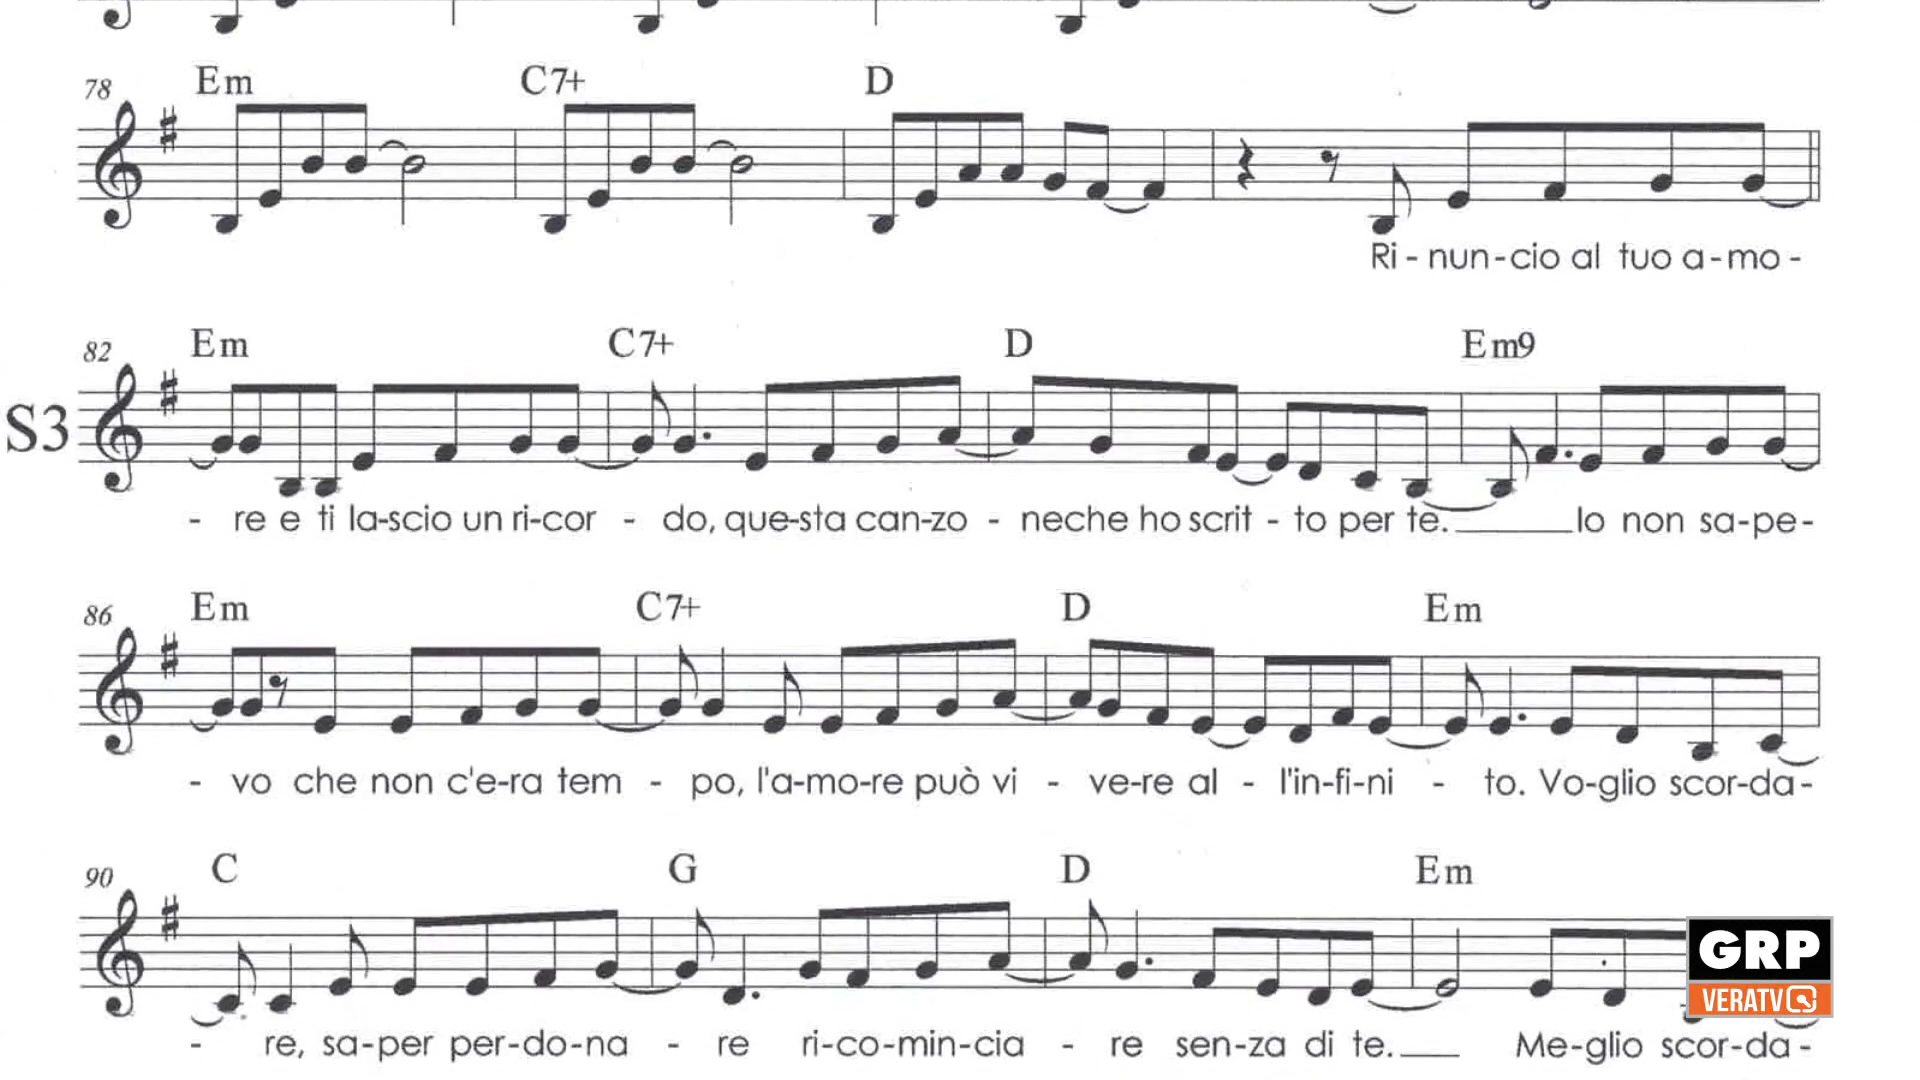 78 Em C7+ D
Ri - nun - cio al tuo a - mo -
82 Em C7+ D Em9
S3
- re e ti la-scio un ri-cor - do, que-sta can-zo - neche ho scrit - to per te. Io non sa-pe-
86 Em C7+ D Em
- vo che non c'e-ra tem - po, l'a-mo-re può vi - ve-re al - l'in-fi-ni - to. Vo-glio scor-da-
90 C G D Em
- re, sa-per per-do-na - re ri-co-min-cia - re sen-za di te. Me-glio scor-da-
GRP
VERATV